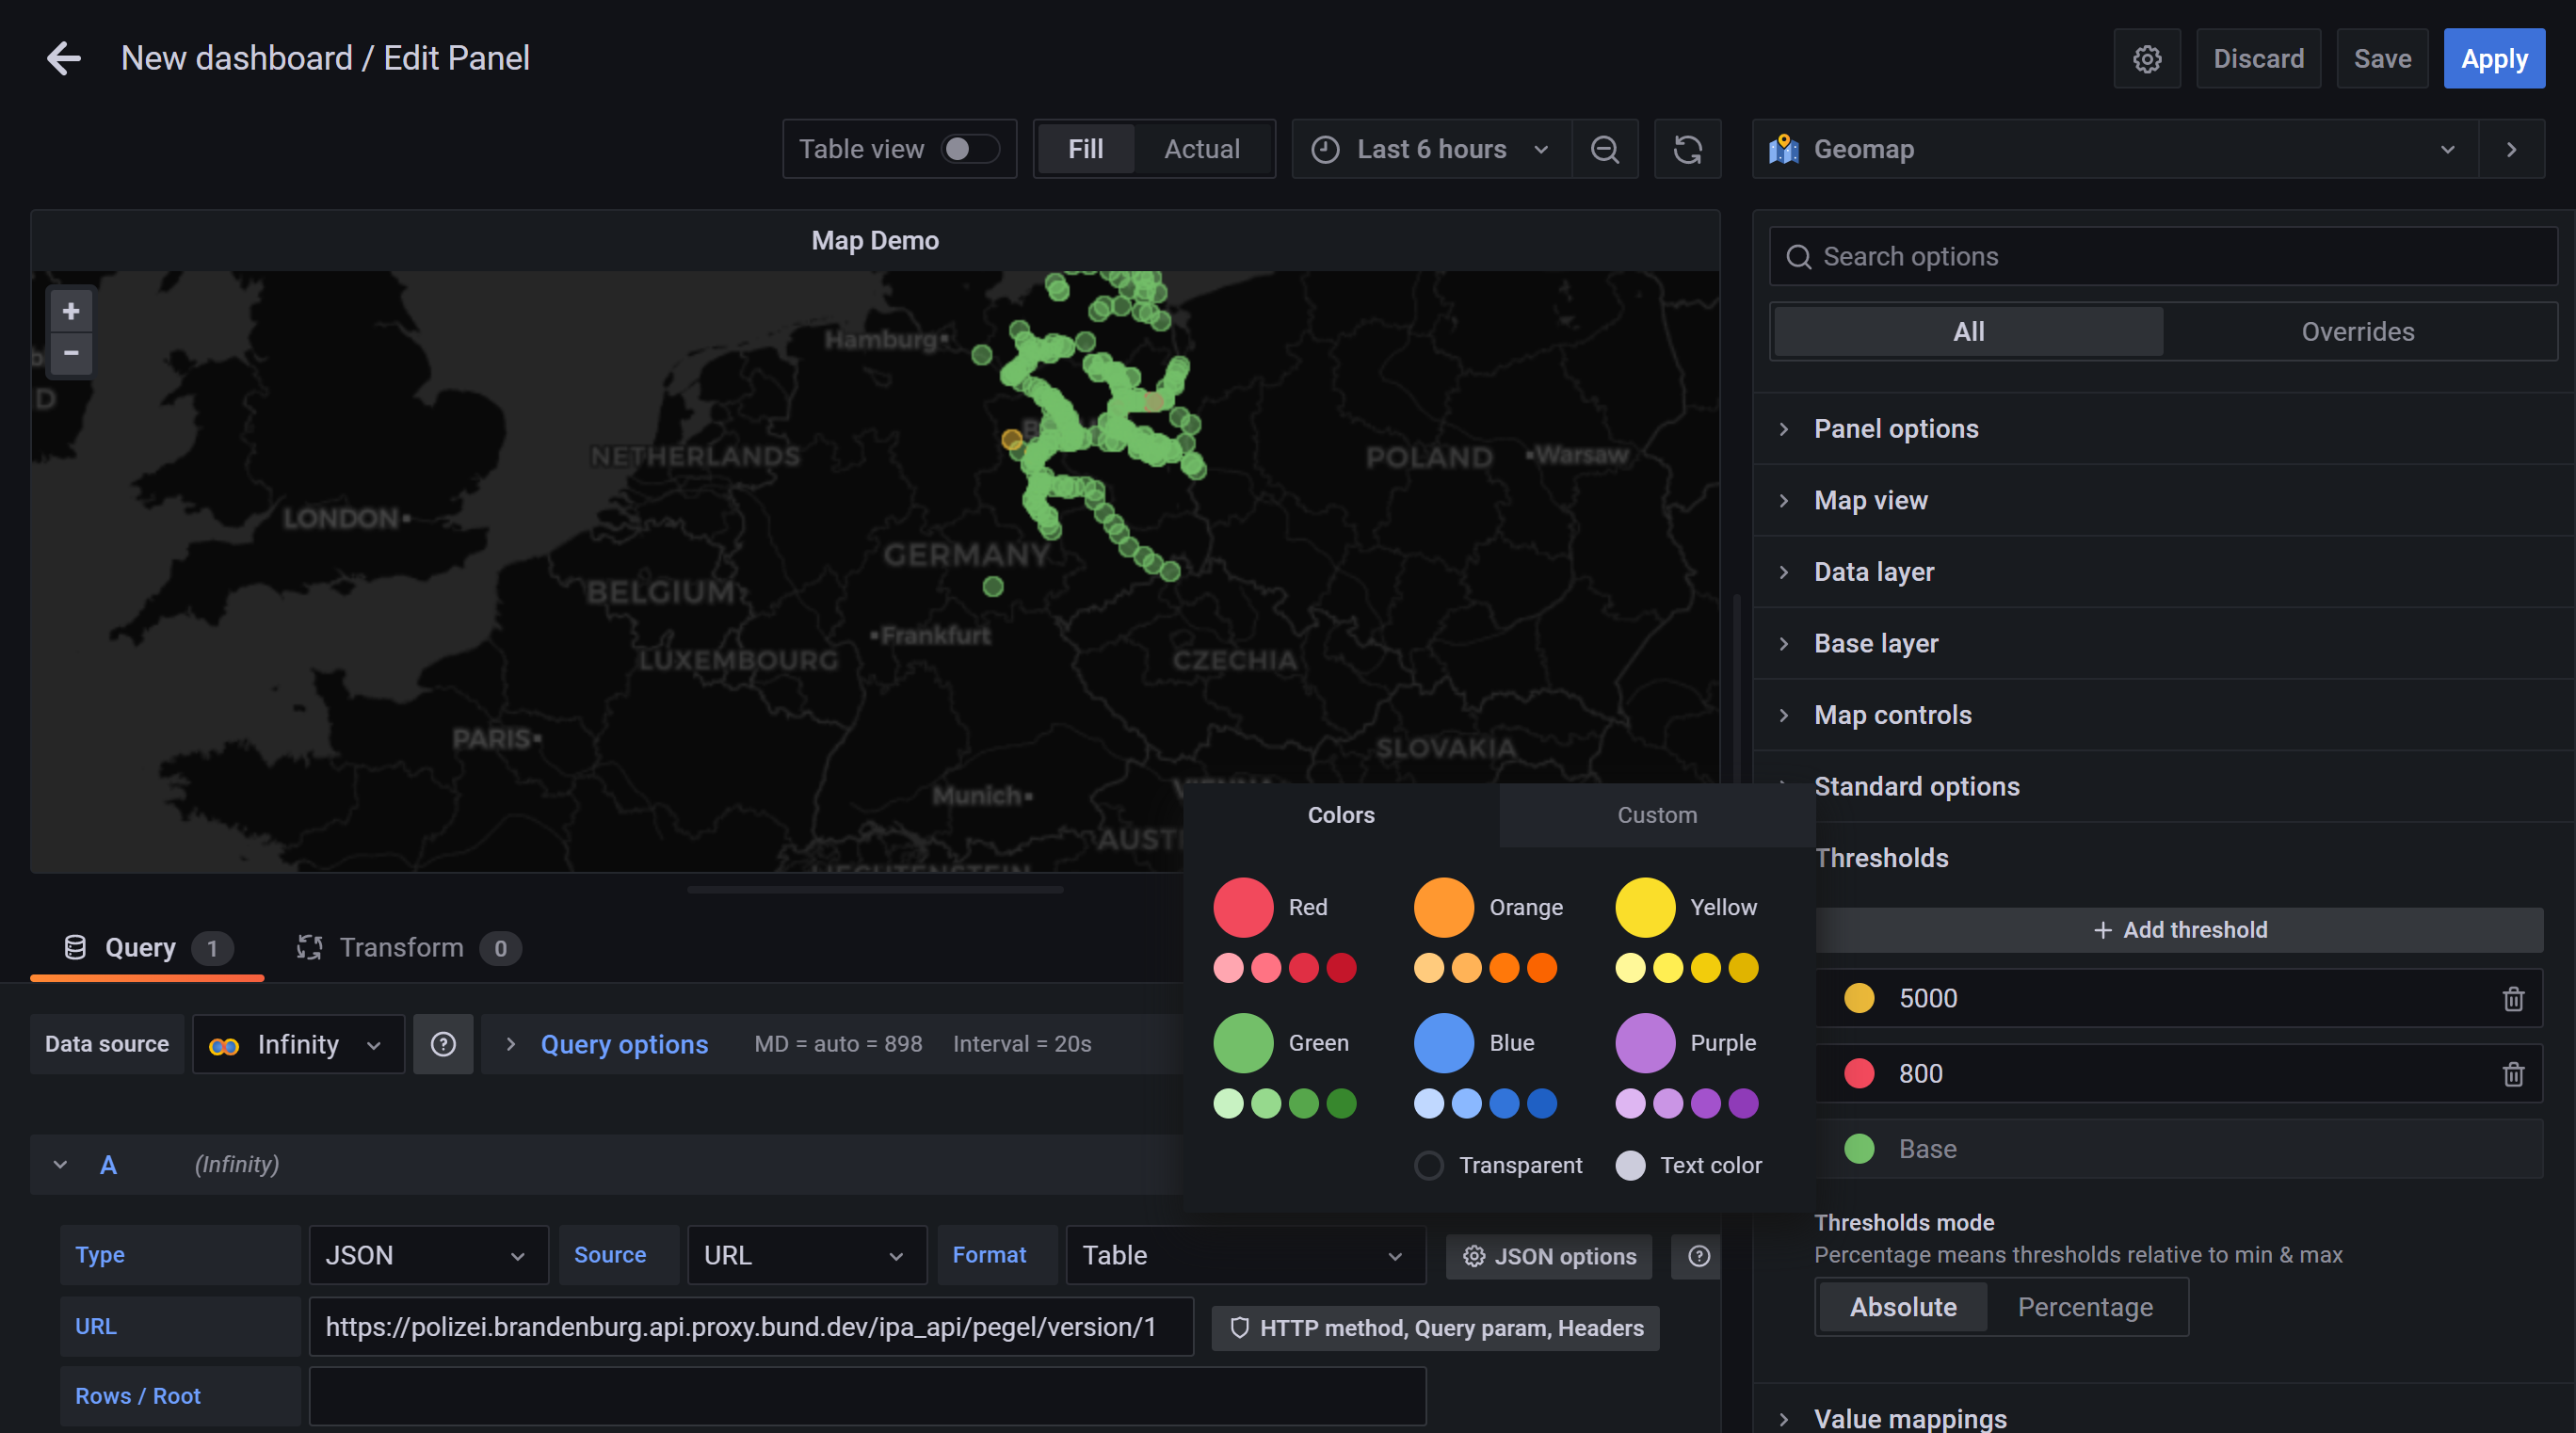 New dashboard / Edit Panel
Discard
Save
Apply
Table view
Fill
Actual
Last 6 hours
Geomap
Map Demo
Search options
All
Overrides
+
−
Hamburg
D
NETHERLANDS
POLAND
Warsaw
LONDON
GERMANY
BELGIUM
Frankfurt
LUXEMBOURG
CZECHIA
PARIS
SLOVAKIA
Munich
Panel options
Map view
Data layer
Base layer
Map controls
Standard options
Thresholds
+ Add threshold
5000
800
Base
Thresholds mode
Percentage means thresholds relative to min & max
Absolute
Percentage
Value mappings
Colors
Custom
Red
Orange
Yellow
Green
Blue
Purple
Transparent
Text color
Query 1
Transform 0
Data source
Infinity
Query options
MD = auto = 898
Interval = 20s
A
(Infinity)
Type
JSON
Source
URL
Format
Table
JSON options
URL
https://polizei.brandenburg.api.proxy.bund.dev/ipa_api/pegel/version/1
HTTP method, Query param, Headers
Rows / Root